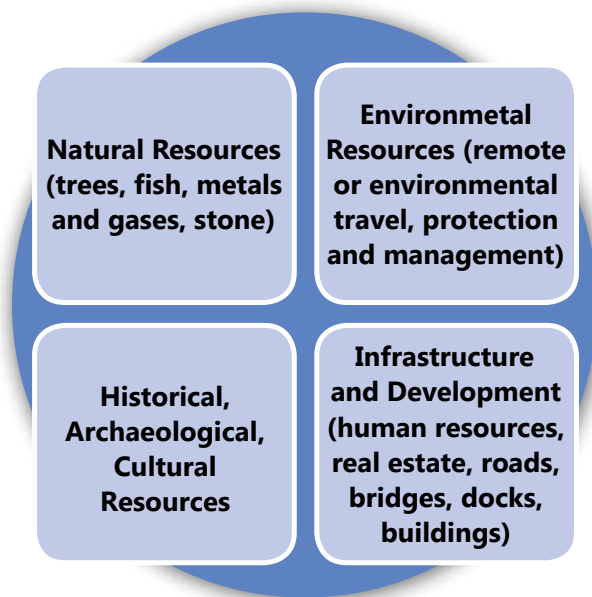 Natural Resources
(trees, fish, metals
and gases, stone)
Environmetal
Resources (remote
or environmental
travel, protection
and management)
Historical,
Archaeological,
Cultural
Resources
Infrastructure
and Development
(human resources,
real estate, roads,
bridges, docks,
buildings)